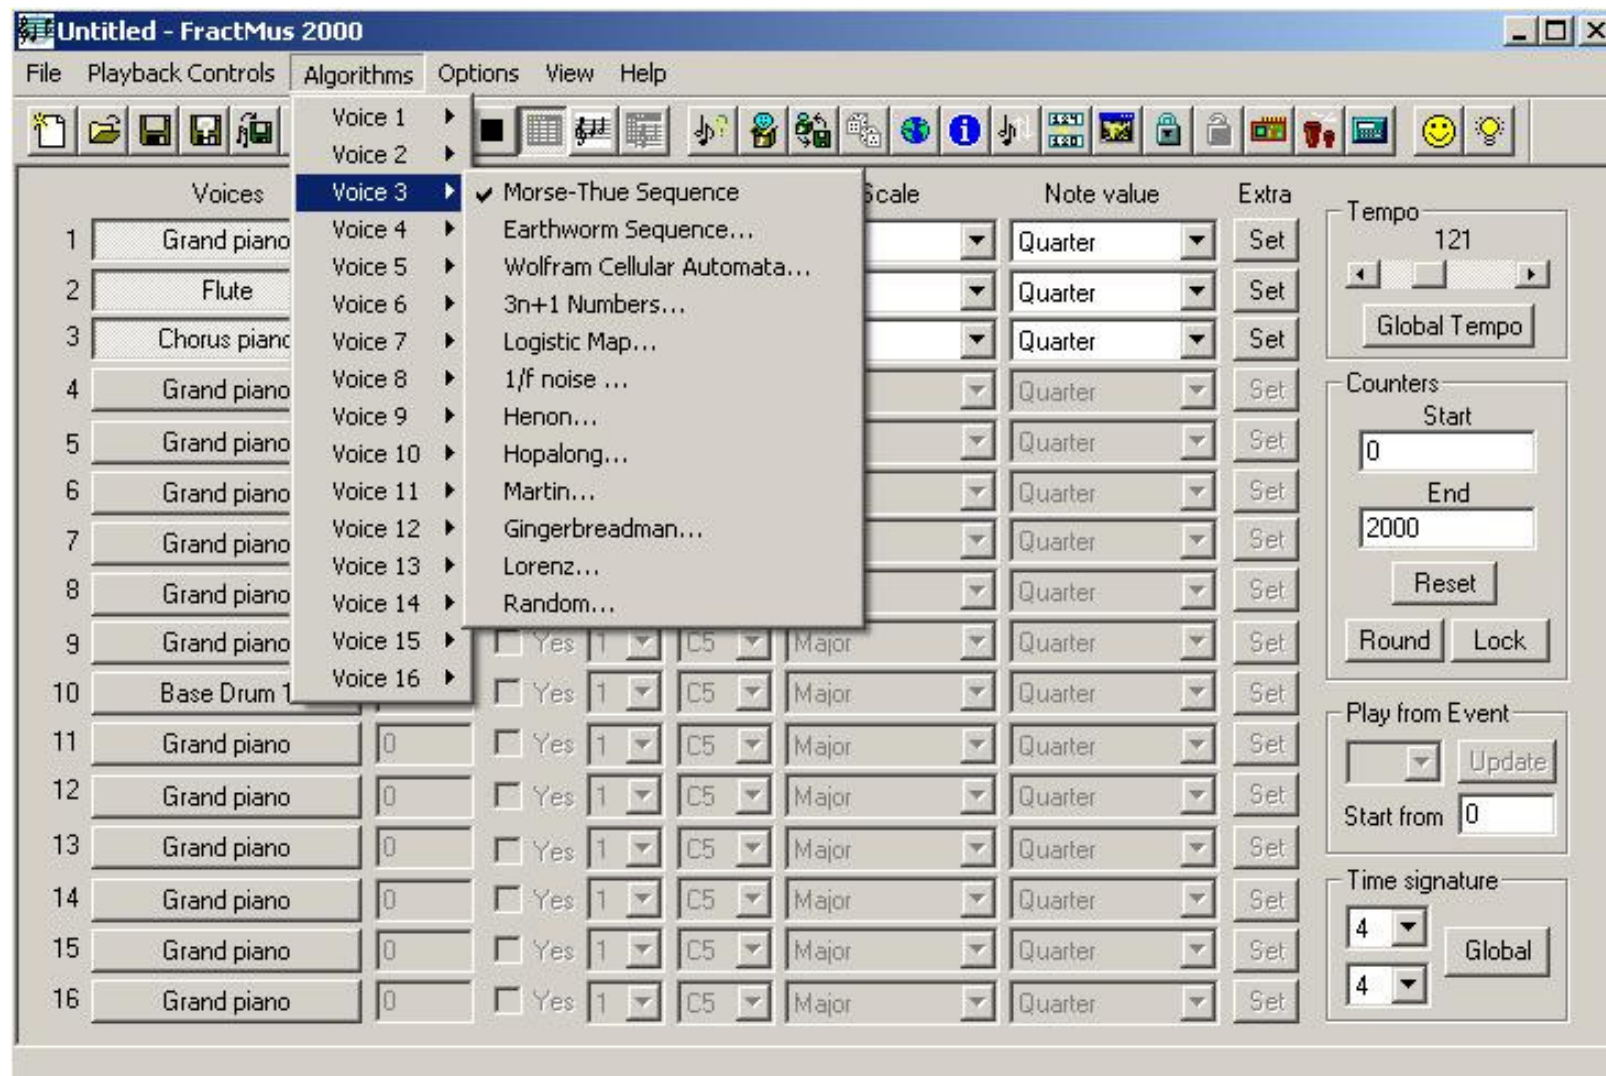 Untitled - FractMus 2000
File Playback Controls Algorithms Options View Help
Voices Scale Note value Extra
Voice 1
Voice 2
Voice 3
Voice 4
Voice 5
Voice 6
Voice 7
Voice 8
Voice 9
Voice 10
Voice 11
Voice 12
Voice 13
Voice 14
Voice 15
Voice 16
Morse-Thue Sequence
Earthworm Sequence...
Wolfram Cellular Automata...
3n+1 Numbers...
Logistic Map...
1/f noise ...
Henon...
Hopalong...
Martin...
Gingerbreadman...
Lorenz...
Random...
1 Grand piano Quarter Set
2 Flute Quarter Set
3 Chorus piano Quarter Set
4 Grand piano Quarter Set
5 Grand piano Quarter Set
6 Grand piano Quarter Set
7 Grand piano Quarter Set
8 Grand piano Quarter Set
9 Grand piano Yes 1 C5 Major Quarter Set
10 Base Drum 1 Yes 1 C5 Major Quarter Set
11 Grand piano 0 Yes 1 C5 Major Quarter Set
12 Grand piano 0 Yes 1 C5 Major Quarter Set
13 Grand piano 0 Yes 1 C5 Major Quarter Set
14 Grand piano 0 Yes 1 C5 Major Quarter Set
15 Grand piano 0 Yes 1 C5 Major Quarter Set
16 Grand piano 0 Yes 1 C5 Major Quarter Set
Tempo
121
Global Tempo
Counters
Start
0
End
2000
Reset
Round Lock
Play from Event
Update
Start from 0
Time signature
4
Global
4